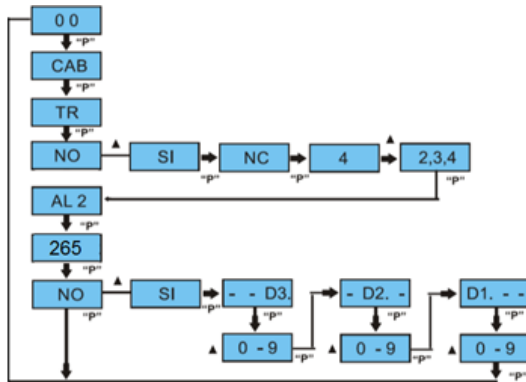 0 0
"P"
CAB
"P"
TR
"P"
NO ▲ SI NC 4 ▲ 2,3,4
"P" "P" "P" "P"
AL 2
"P"
265
"P"
NO ▲ SI - - D3. - D2. - D1. - -
"P" "P" "P" "P" "P"
▲ 0 - 9 "P" ▲ 0 - 9 "P" ▲ 0 - 9
"P"